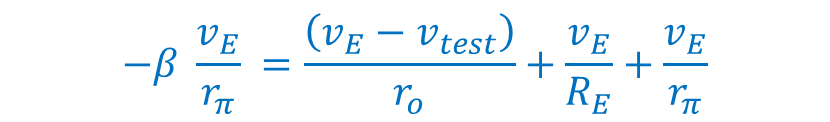 −β v_E/r_π = (v_E − v_test)/r_o + v_E/R_E + v_E/r_π